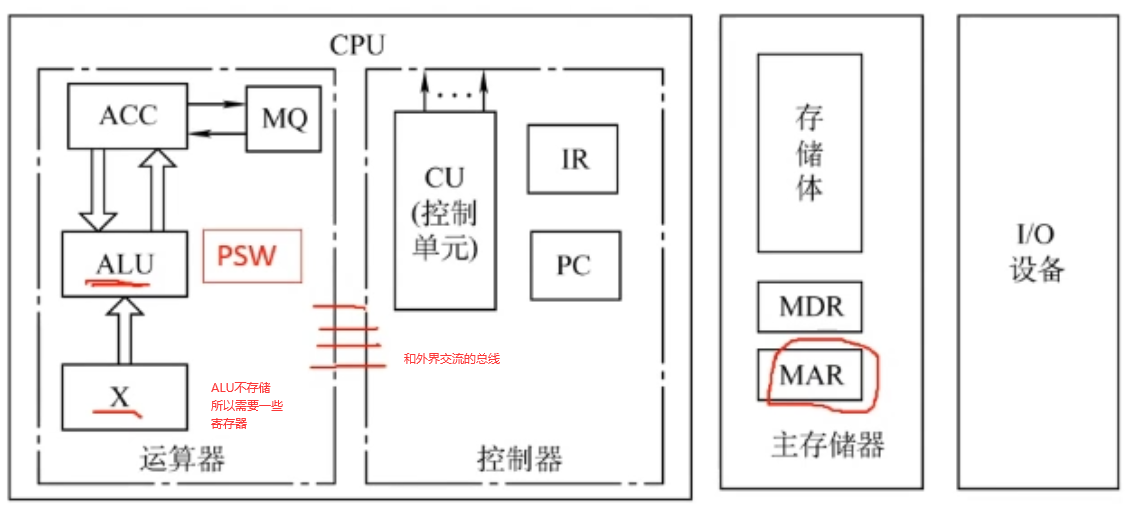 CPU
ACC
MQ
ALU
PSW
X
ALU不存储
所以需要一些
寄存器
运算器
CU
(控制
单元)
IR
PC
和外界交流的总线
控制器
存
储
体
MDR
MAR
主存储器
I/O
设备